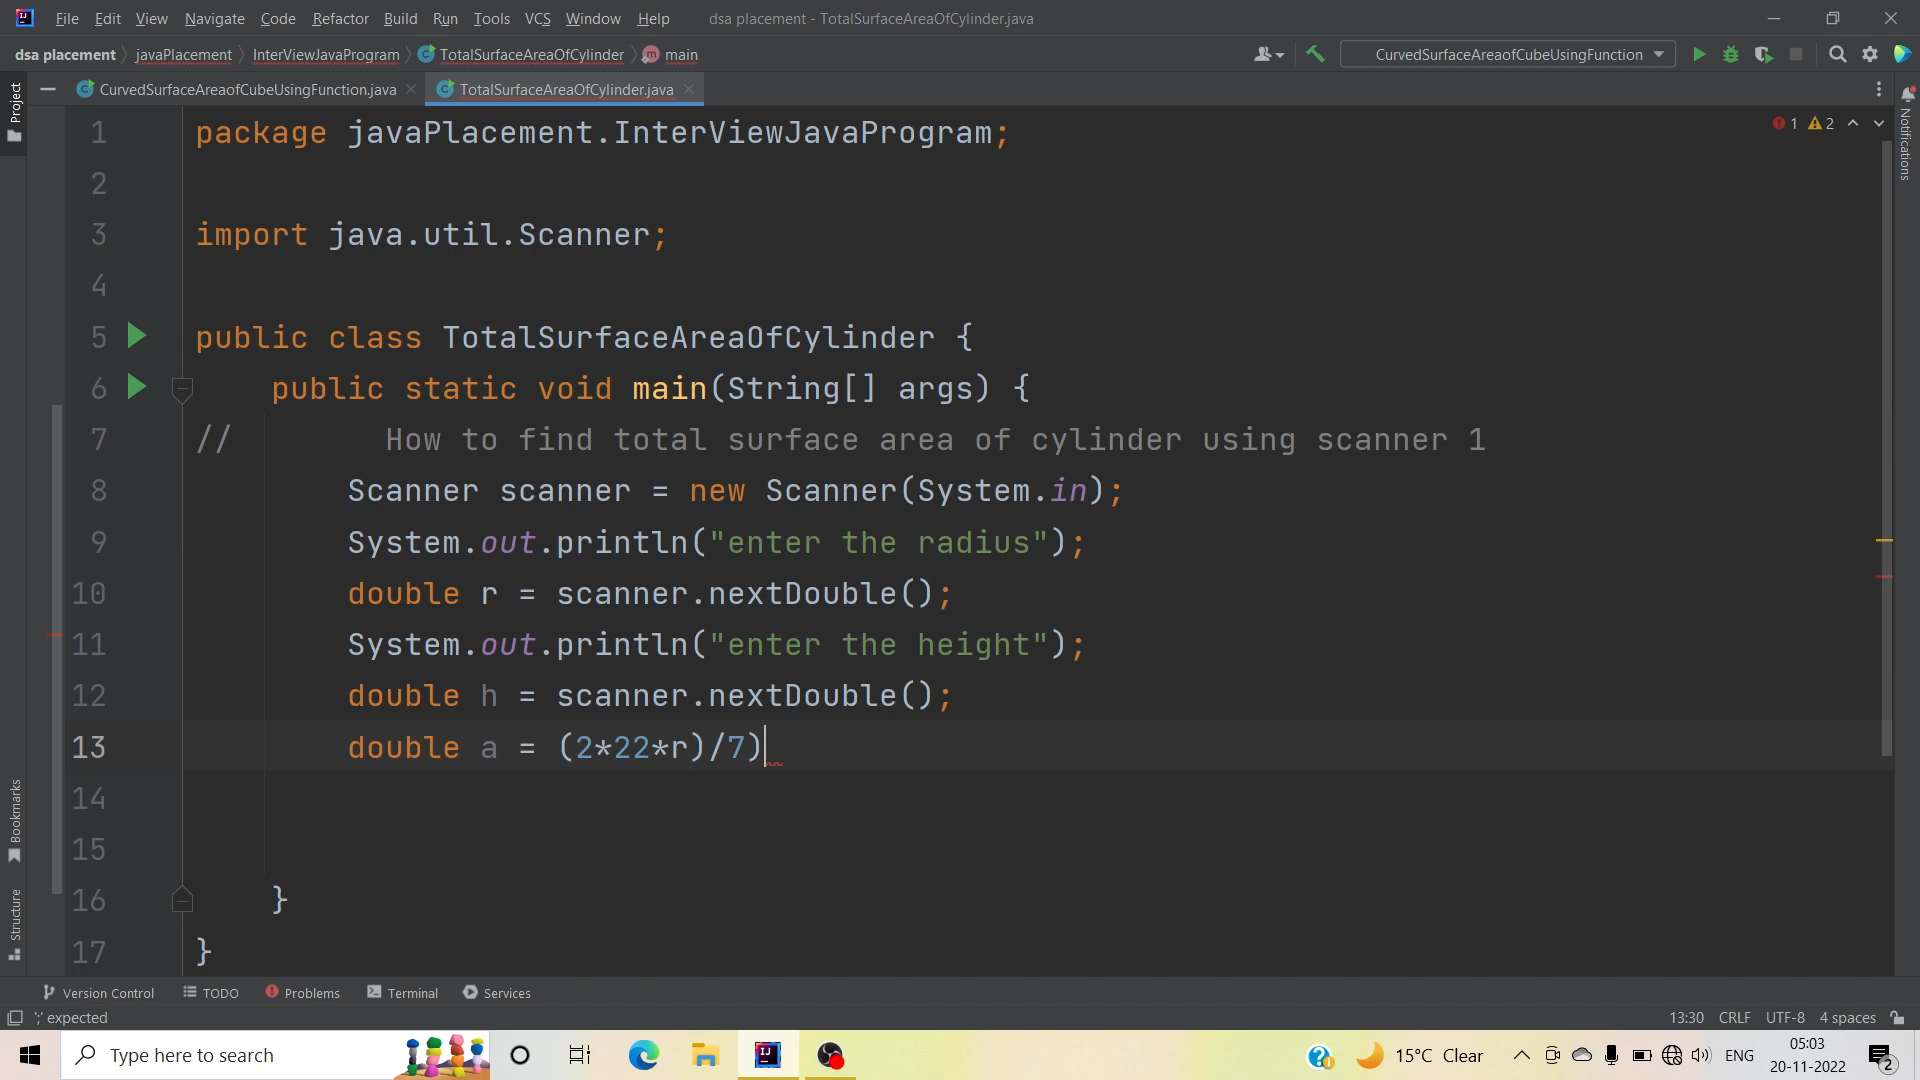 File Edit View Navigate Code Refactor Build Run Tools VCS Window Help dsa placement - TotalSurfaceAreaOfCylinder.java
dsa placement javaPlacement InterViewJavaProgram TotalSurfaceAreaOfCylinder main CurvedSurfaceAreaofCubeUsingFunction
Project
CurvedSurfaceAreaofCubeUsingFunction.java TotalSurfaceAreaOfCylinder.java
Notifications
1 2
1 package javaPlacement.InterViewJavaProgram;
2
3 import java.util.Scanner;
4
5 public class TotalSurfaceAreaOfCylinder {
6 public static void main(String[] args) {
7 // How to find total surface area of cylinder using scanner 1
8 Scanner scanner = new Scanner(System.in);
9 System.out.println("enter the radius");
10 double r = scanner.nextDouble();
11 System.out.println("enter the height");
12 double h = scanner.nextDouble();
13 double a = (2*22*r)/7)
14
15
16 }
17 }
Bookmarks
Structure
Version Control TODO Problems Terminal Services
';' expected 13:30 CRLF UTF-8 4 spaces
Type here to search 15°C Clear ENG 05:03
20-11-2022 2